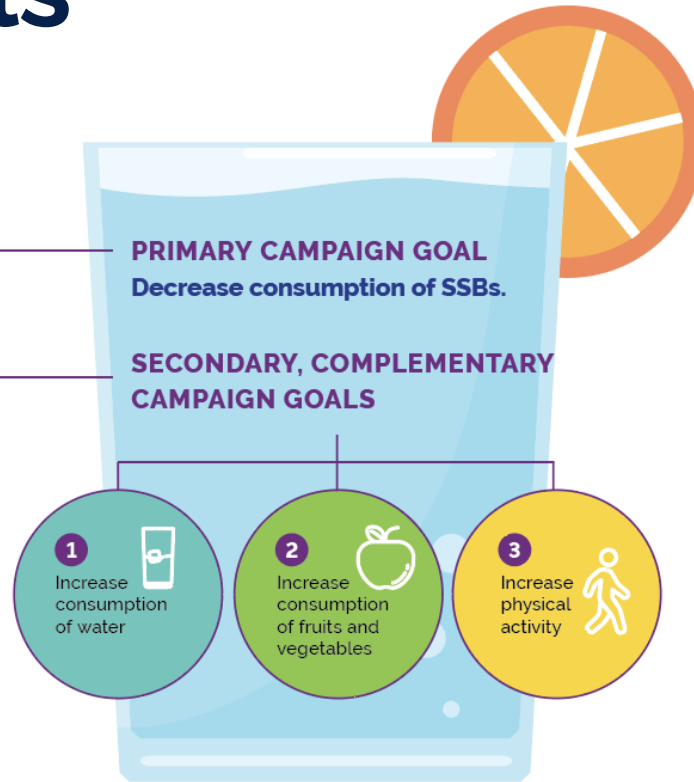 PRIMARY CAMPAIGN GOAL
Decrease consumption of SSBs.
SECONDARY, COMPLEMENTARY
CAMPAIGN GOALS
1
Increase
consumption
of water
2
Increase
consumption
of fruits and
vegetables
3
Increase
physical
activity